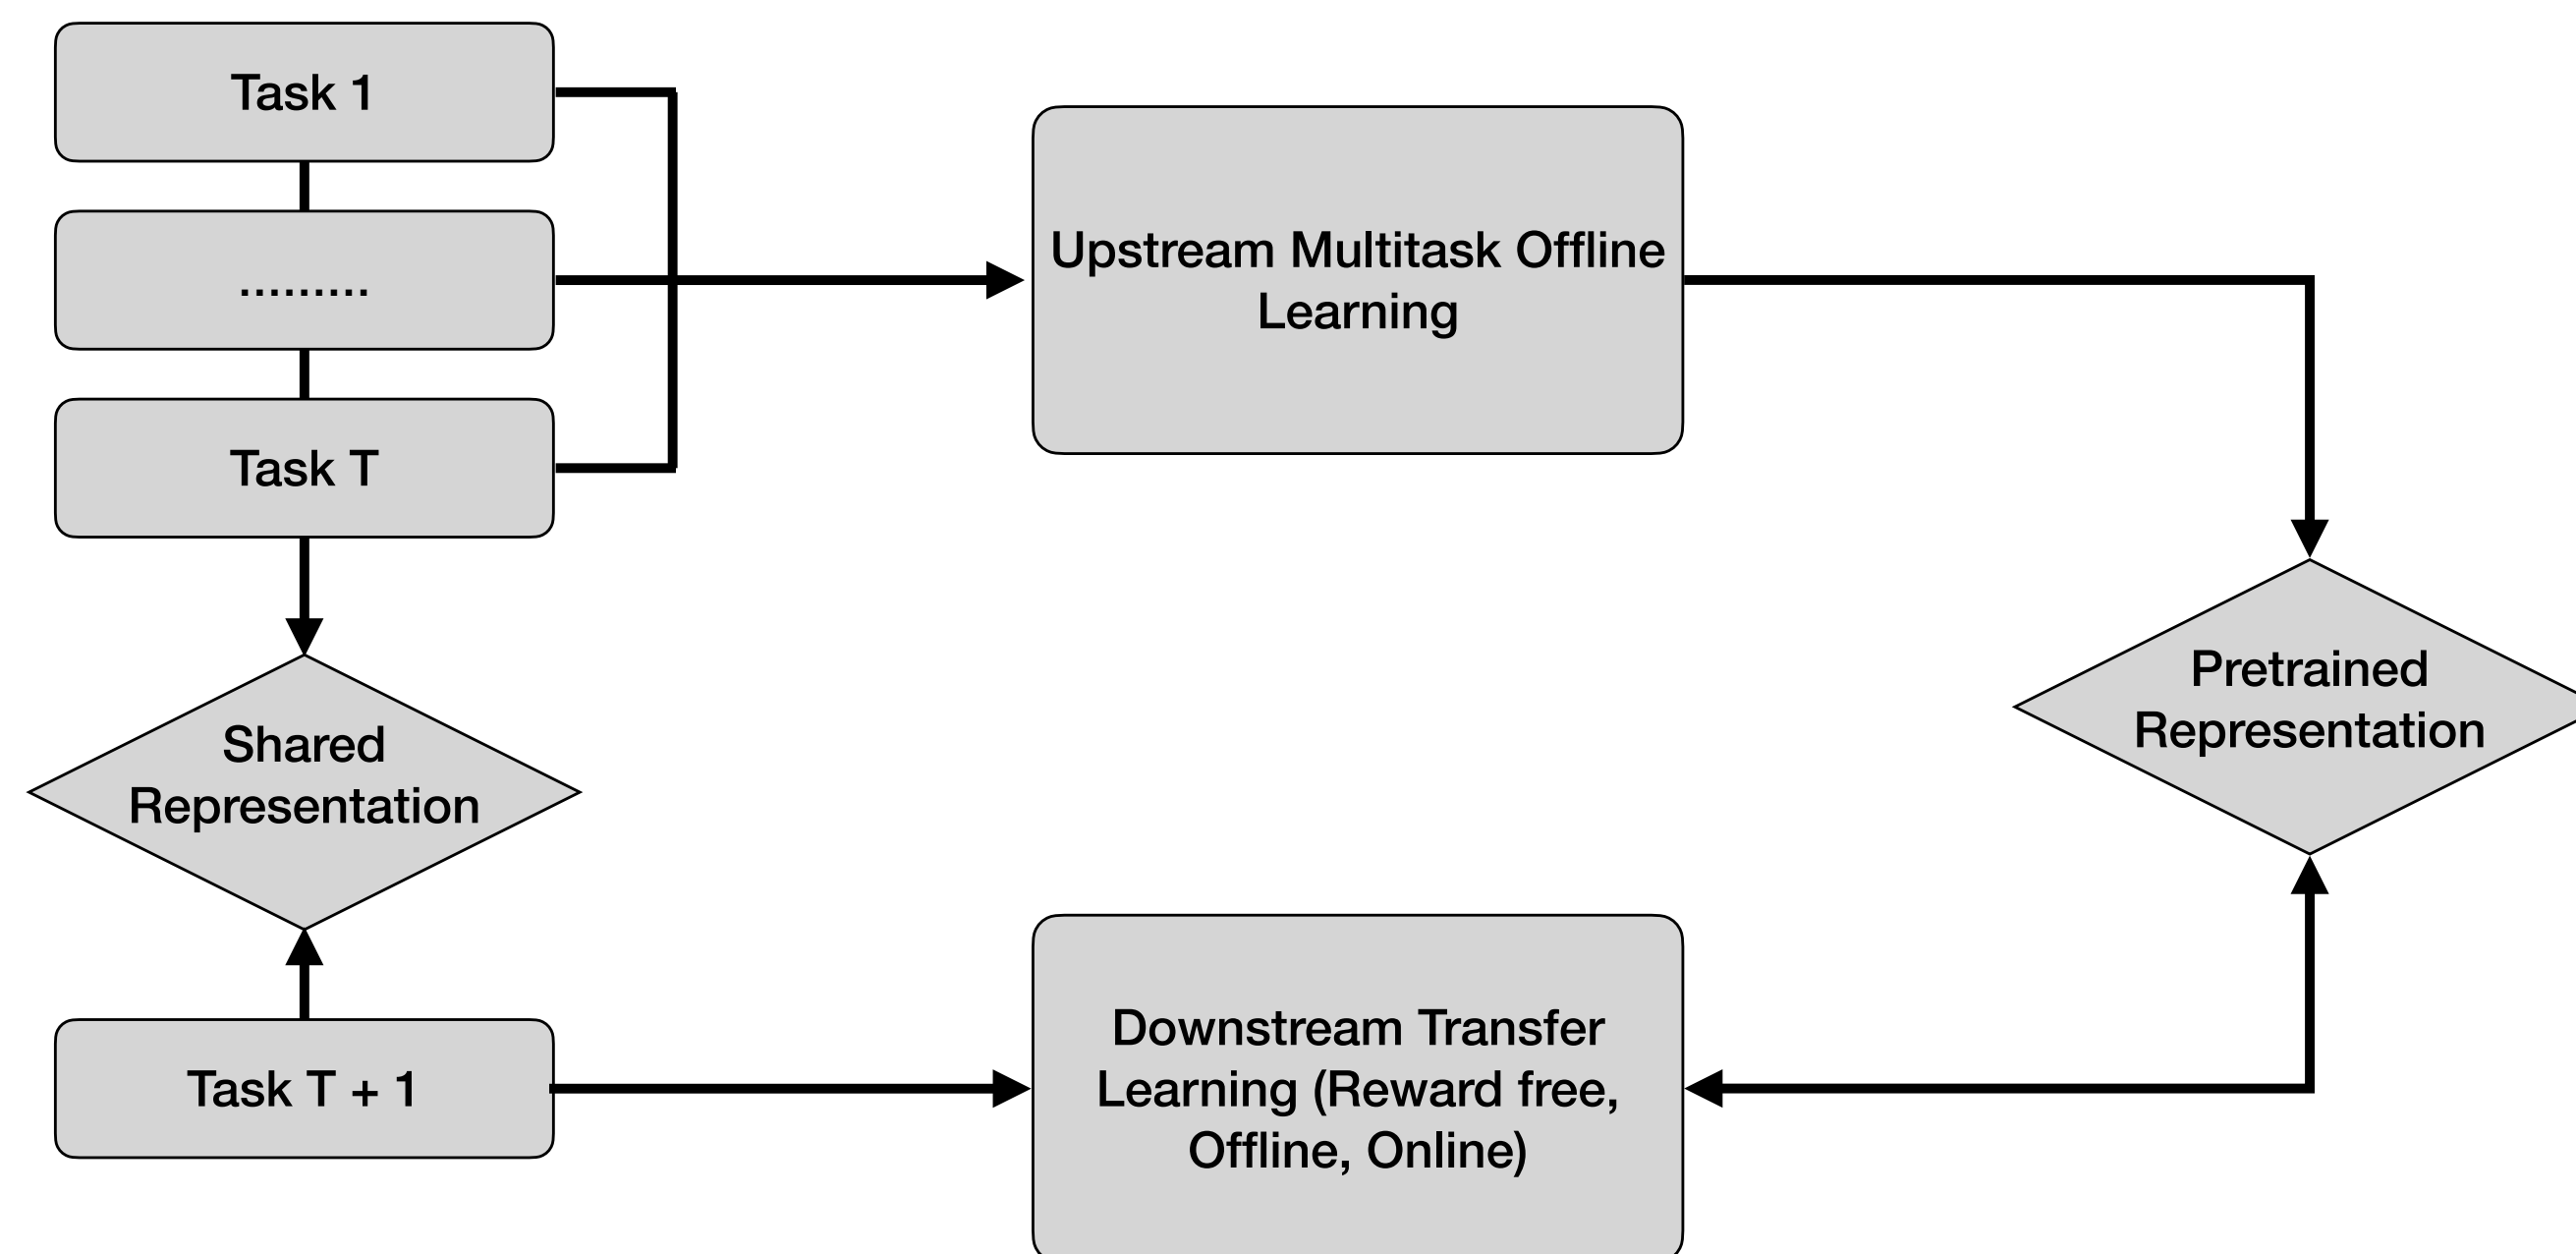 Task 1
.........
Task T
Upstream Multitask Offline
Learning
Shared
Representation
Pretrained
Representation
Task T + 1
Downstream Transfer
Learning (Reward free,
Offline, Online)